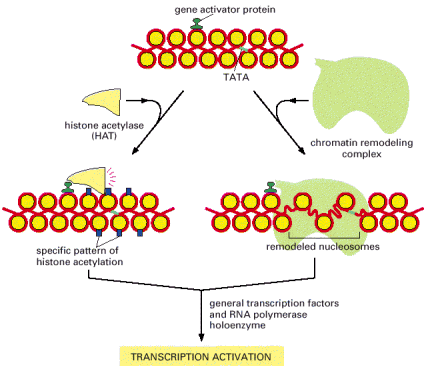 gene activator protein
TATA
histone acetylase
(HAT)
chromatin remodeling
complex
specific pattern of
histone acetylation
remodeled nucleosomes
general transcription factors
and RNA polymerase
holoenzyme
TRANSCRIPTION ACTIVATION